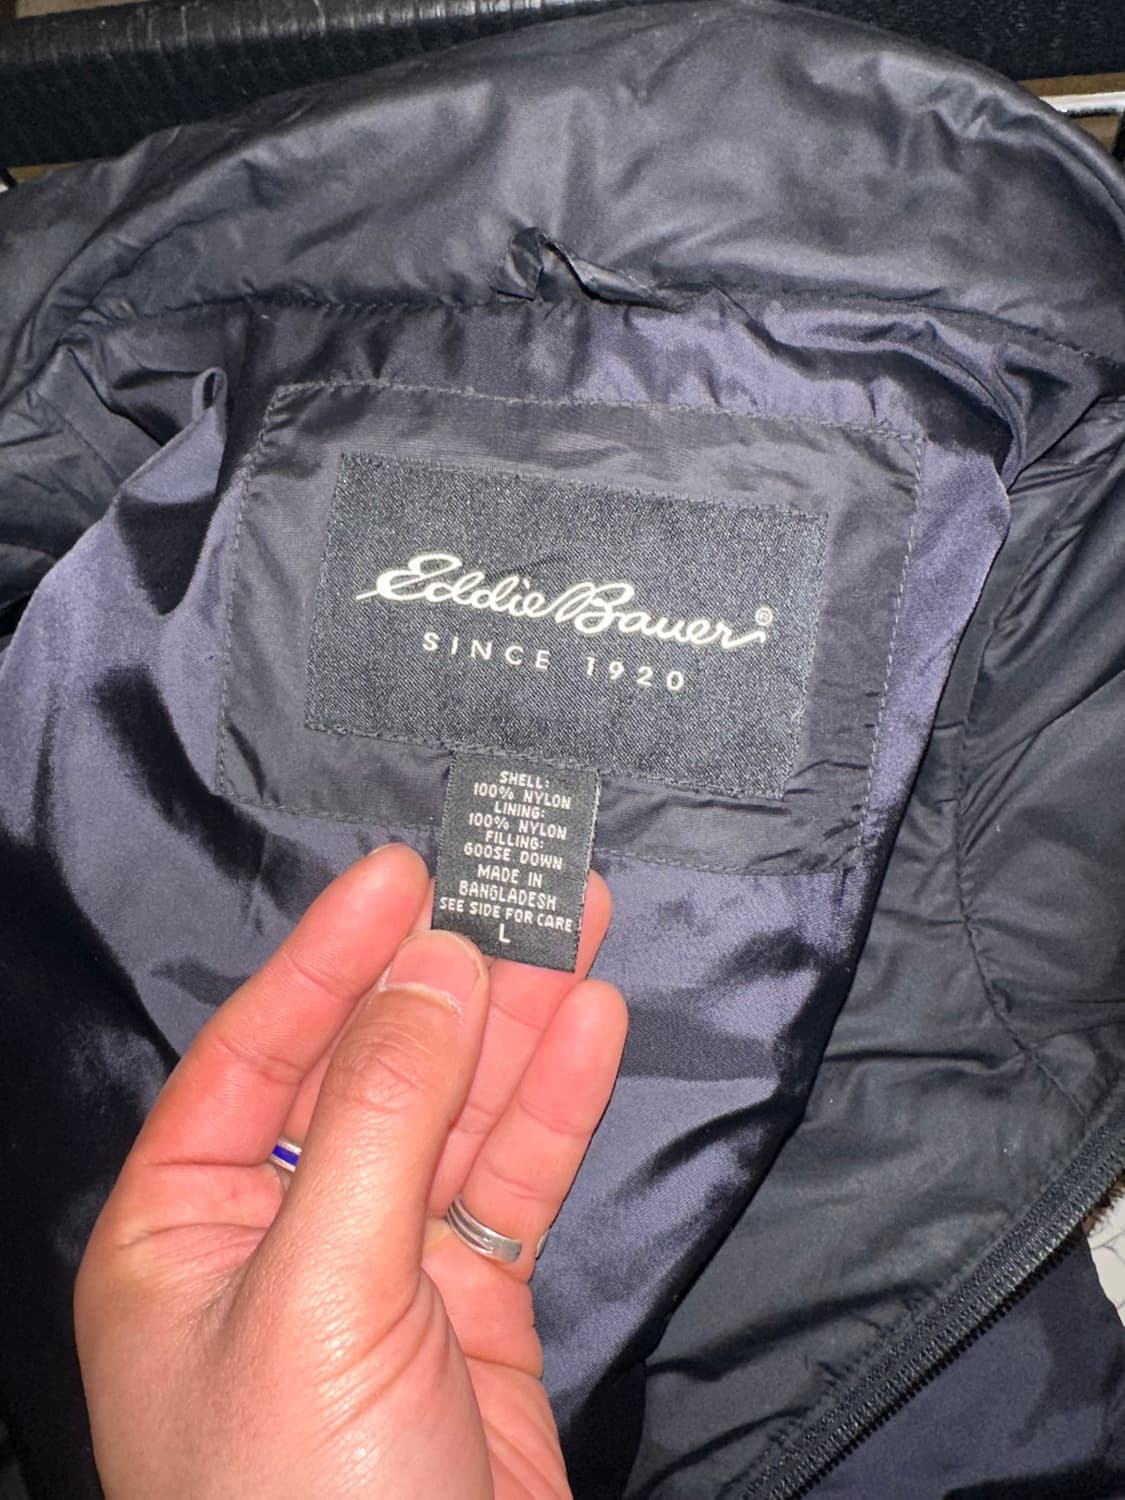 Eddie Bauer®
SINCE 1920
SHELL:
100% NYLON
LINING:
100% NYLON
FILLING:
GOOSE DOWN
MADE IN
BANGLADESH
SEE SIDE FOR CARE
L